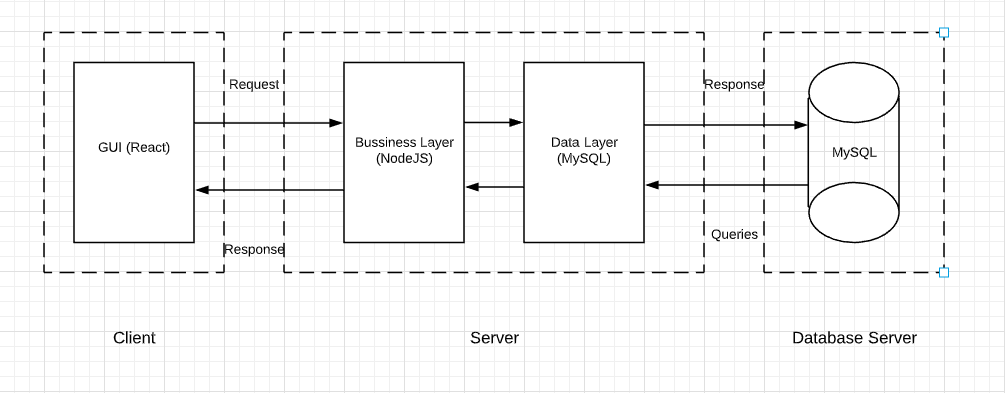 Request
Response
GUI (React)
Bussiness Layer
(NodeJS)
Data Layer
(MySQL)
MySQL
Response
Queries
Client
Server
Database Server